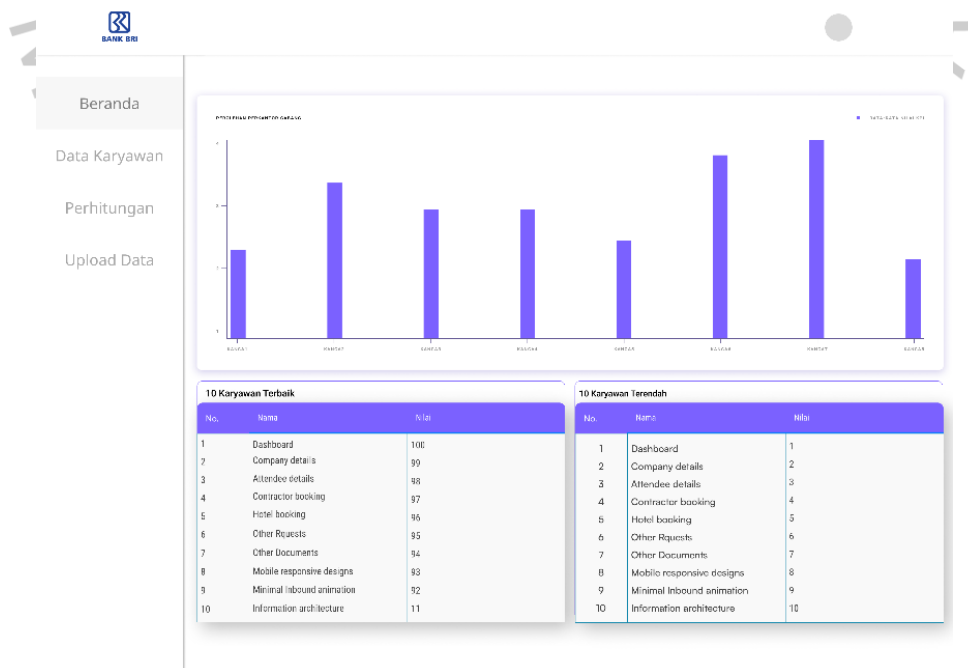 BANK BRI
Beranda
Data Karyawan
Perhitungan
Upload Data
10 Karyawan Terbaik
No. Nama Nilai
1 Dashboard 100
2 Company details 99
3 Attendee details 98
4 Contractor booking 97
5 Hotel booking 96
6 Other Rquests 95
7 Other Documents 94
8 Mobile responsive designs 93
9 Minimal Inbound animation 92
10 Information architecture 11
10 Karyawan Terendah
No. Nama Nilai
1 Dashboard 1
2 Company details 2
3 Attendee details 3
4 Contractor booking 4
5 Hotel booking 5
6 Other Rquests 6
7 Other Documents 7
8 Mobile responsive designs 8
9 Minimal Inbound animation 9
10 Information architecture 10